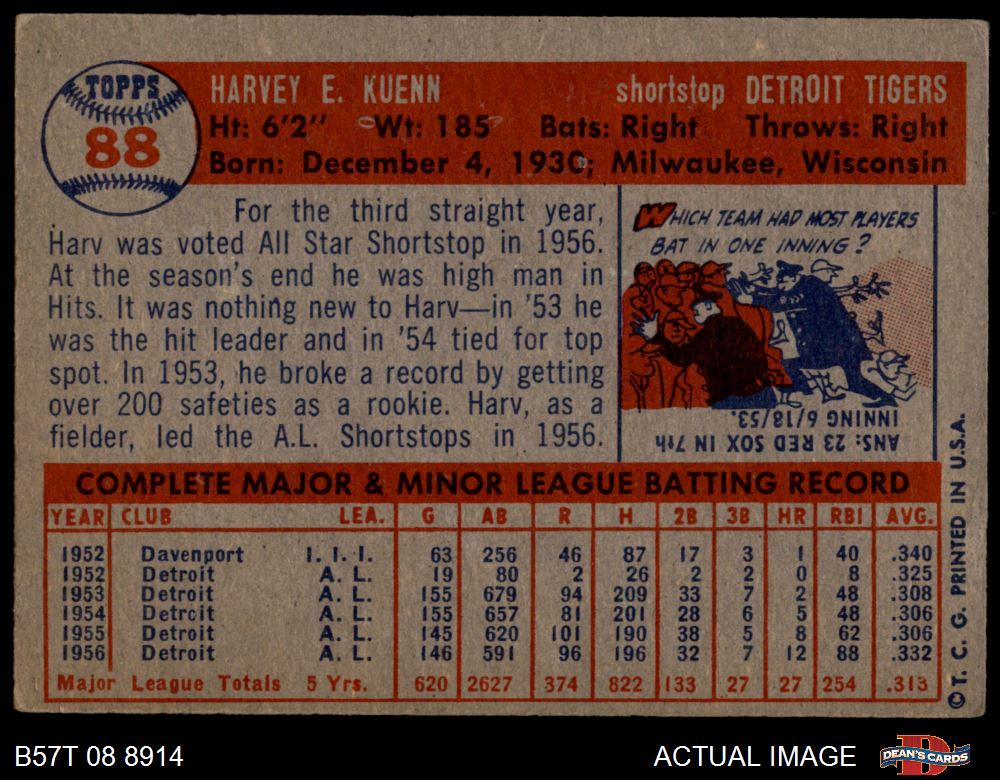 TOPPS
88
HARVEY E. KUENN shortstop DETROIT TIGERS
Ht: 6'2" Wt: 185 Bats: Right Throws: Right
Born: December 4, 1930; Milwaukee, Wisconsin
For the third straight year,
Harv was voted All Star Shortstop in 1956.
At the season's end he was high man in
Hits. It was nothing new to Harv—in '53 he
was the hit leader and in '54 tied for top
spot. In 1953, he broke a record by getting
over 200 safeties as a rookie. Harv, as a
fielder, led the A.L. Shortstops in 1956.
WHICH TEAM HAD MOST PLAYERS
BAT IN ONE INNING?
ANS: 23 RED SOX IN 7th
INNING 6/18/53.
COMPLETE MAJOR & MINOR LEAGUE BATTING RECORD
YEAR CLUB LEA. G AB R H 2B 3B HR RBI AVG.
1952 Davenport I. I. I. 63 256 46 87 17 3 1 40 .340
1952 Detroit A. L. 19 80 2 26 2 2 0 8 .325
1953 Detroit A. L. 155 679 94 209 33 7 2 48 .308
1954 Detroit A. L. 155 657 81 201 28 6 5 48 .306
1955 Detroit A. L. 145 620 101 190 38 5 8 62 .306
1956 Detroit A. L. 146 591 96 196 32 7 12 88 .332
Major League Totals 5 Yrs. 620 2627 374 822 133 27 27 254 .313
© T. C. G. PRINTED IN U.S.A.
B57T 08 8914 ACTUAL IMAGE
DEAN'S CARDS